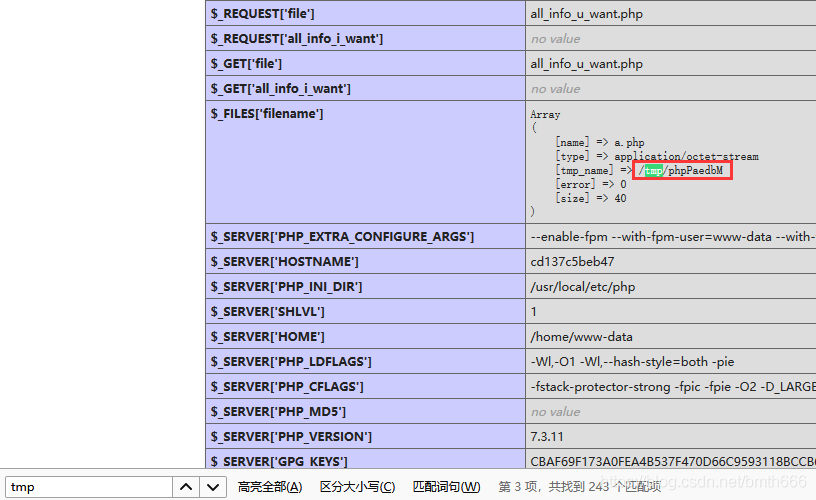 $_REQUEST['file'] all_info_u_want.php
$_REQUEST['all_info_i_want'] no value
$_GET['file'] all_info_u_want.php
$_GET['all_info_i_want'] no value
$_FILES['filename'] Array
(
[name] => a.php
[type] => application/octet-stream
[tmp_name] => /tmp/phpPaedbM
[error] => 0
[size] => 40
)
$_SERVER['PHP_EXTRA_CONFIGURE_ARGS'] --enable-fpm --with-fpm-user=www-data --with-
$_SERVER['HOSTNAME'] cd137c5beb47
$_SERVER['PHP_INI_DIR'] /usr/local/etc/php
$_SERVER['SHLVL'] 1
$_SERVER['HOME'] /home/www-data
$_SERVER['PHP_LDFLAGS'] -Wl,-O1 -Wl,--hash-style=both -pie
$_SERVER['PHP_CFLAGS'] -fstack-protector-strong -fpic -fpie -O2 -D_LARGE
$_SERVER['PHP_MD5'] no value
$_SERVER['PHP_VERSION'] 7.3.11
$_SERVER['GPG_KEYS'] CBAF69F173A0FEA4B537F470D66C9593118BCCB
tmp 高亮全部(A) 区分大小写(C) 匹配词句(W) 第 3 项，共找到 243 个匹配项
https://blog.csdn.net/bmth666